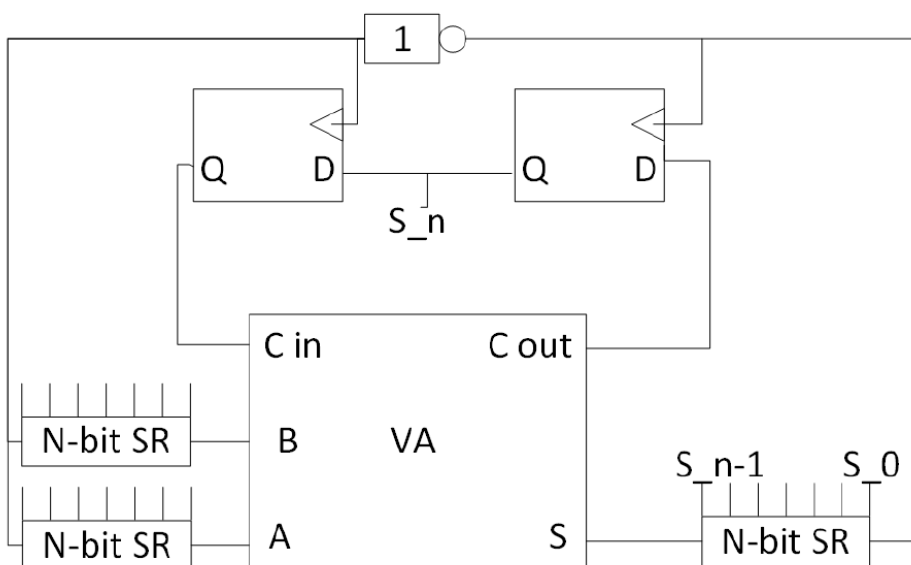 1
Q D
Q D
S_n
C in C out
N-bit SR
B VA
S_n-1 S_0
N-bit SR
A S
N-bit SR